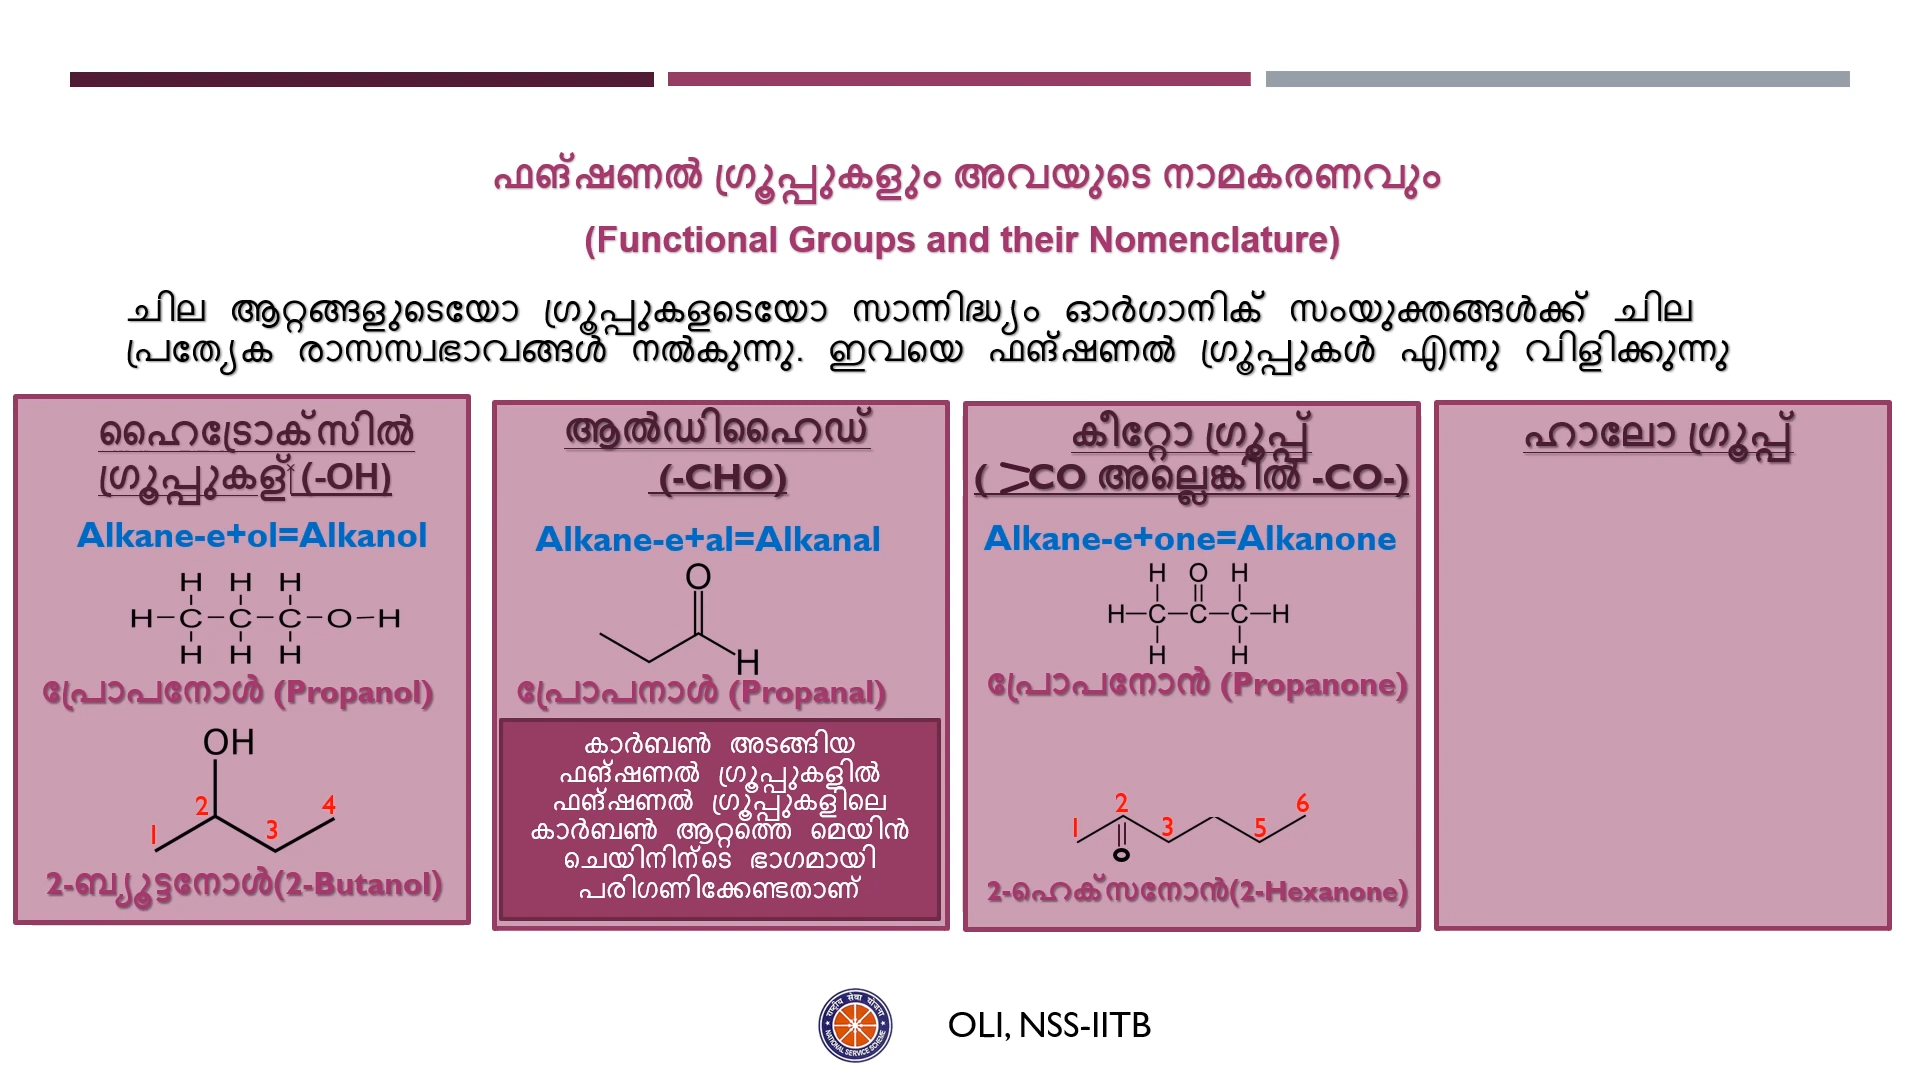 ഫങ്ഷണൽ ഗ്രൂപ്പുകളും അവയുടെ നാമകരണവും
(Functional Groups and their Nomenclature)
ചില ആറ്റങ്ങളുടെയോ ഗ്രൂപ്പുകളടെയോ സാന്നിദ്ധ്യം ഓർഗാനിക് സംയുക്തങ്ങൾക്ക് ചില
പ്രത്യേക രാസസ്വഭാവങ്ങൾ നൽകുന്നു. ഇവയെ ഫങ്ഷണൽ ഗ്രൂപ്പുകൾ എന്നു വിളിക്കുന്നു
ഹൈഡ്രോക്സിൽ
ഗ്രൂപ്പുകള് (-OH)
Alkane-e+ol=Alkanol
H H H
H-C-C-C-O-H
H H H
പ്രോപനോൾ (Propanol)
OH
2 4
1 3
2-ബ്യൂട്ടനോൾ(2-Butanol)
ആൽഡിഹൈഡ്
(-CHO)
Alkane-e+al=Alkanal
O
H
പ്രോപനാൾ (Propanal)
കാർബൺ അടങ്ങിയ
ഫങ്ഷണൽ ഗ്രൂപ്പുകളിൽ
ഫങ്ഷണൽ ഗ്രൂപ്പുകളിലെ
കാർബൺ ആറ്റത്തെ മെയിൻ
ചെയിനിന്ടെ ഭാഗമായി
പരിഗണിക്കേണ്ടതാണ്
കീറ്റോ ഗ്രൂപ്പ്
( >CO അല്ലെങ്കിൽ -CO-)
Alkane-e+one=Alkanone
H O H
H-C-C-C-H
H H
പ്രോപനോൻ (Propanone)
2 6
1 3 5
O
2-ഹെക്സനോൻ(2-Hexanone)
ഹാലോ ഗ്രൂപ്പ്
राष्ट्रीय सेवा योजना
NATIONAL SERVICE SCHEME
OLI, NSS-IITB